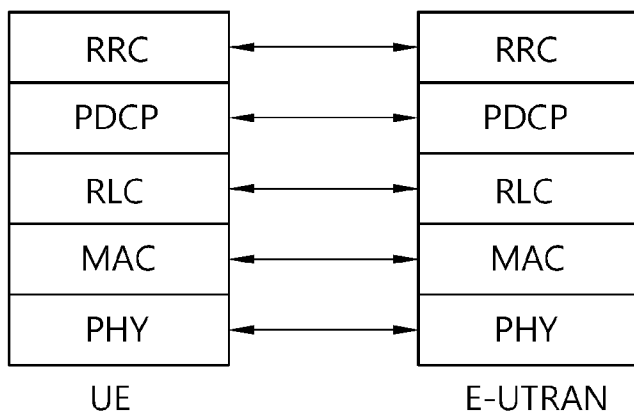 RRC RRC
PDCP PDCP
RLC RLC
MAC MAC
PHY PHY
UE E-UTRAN